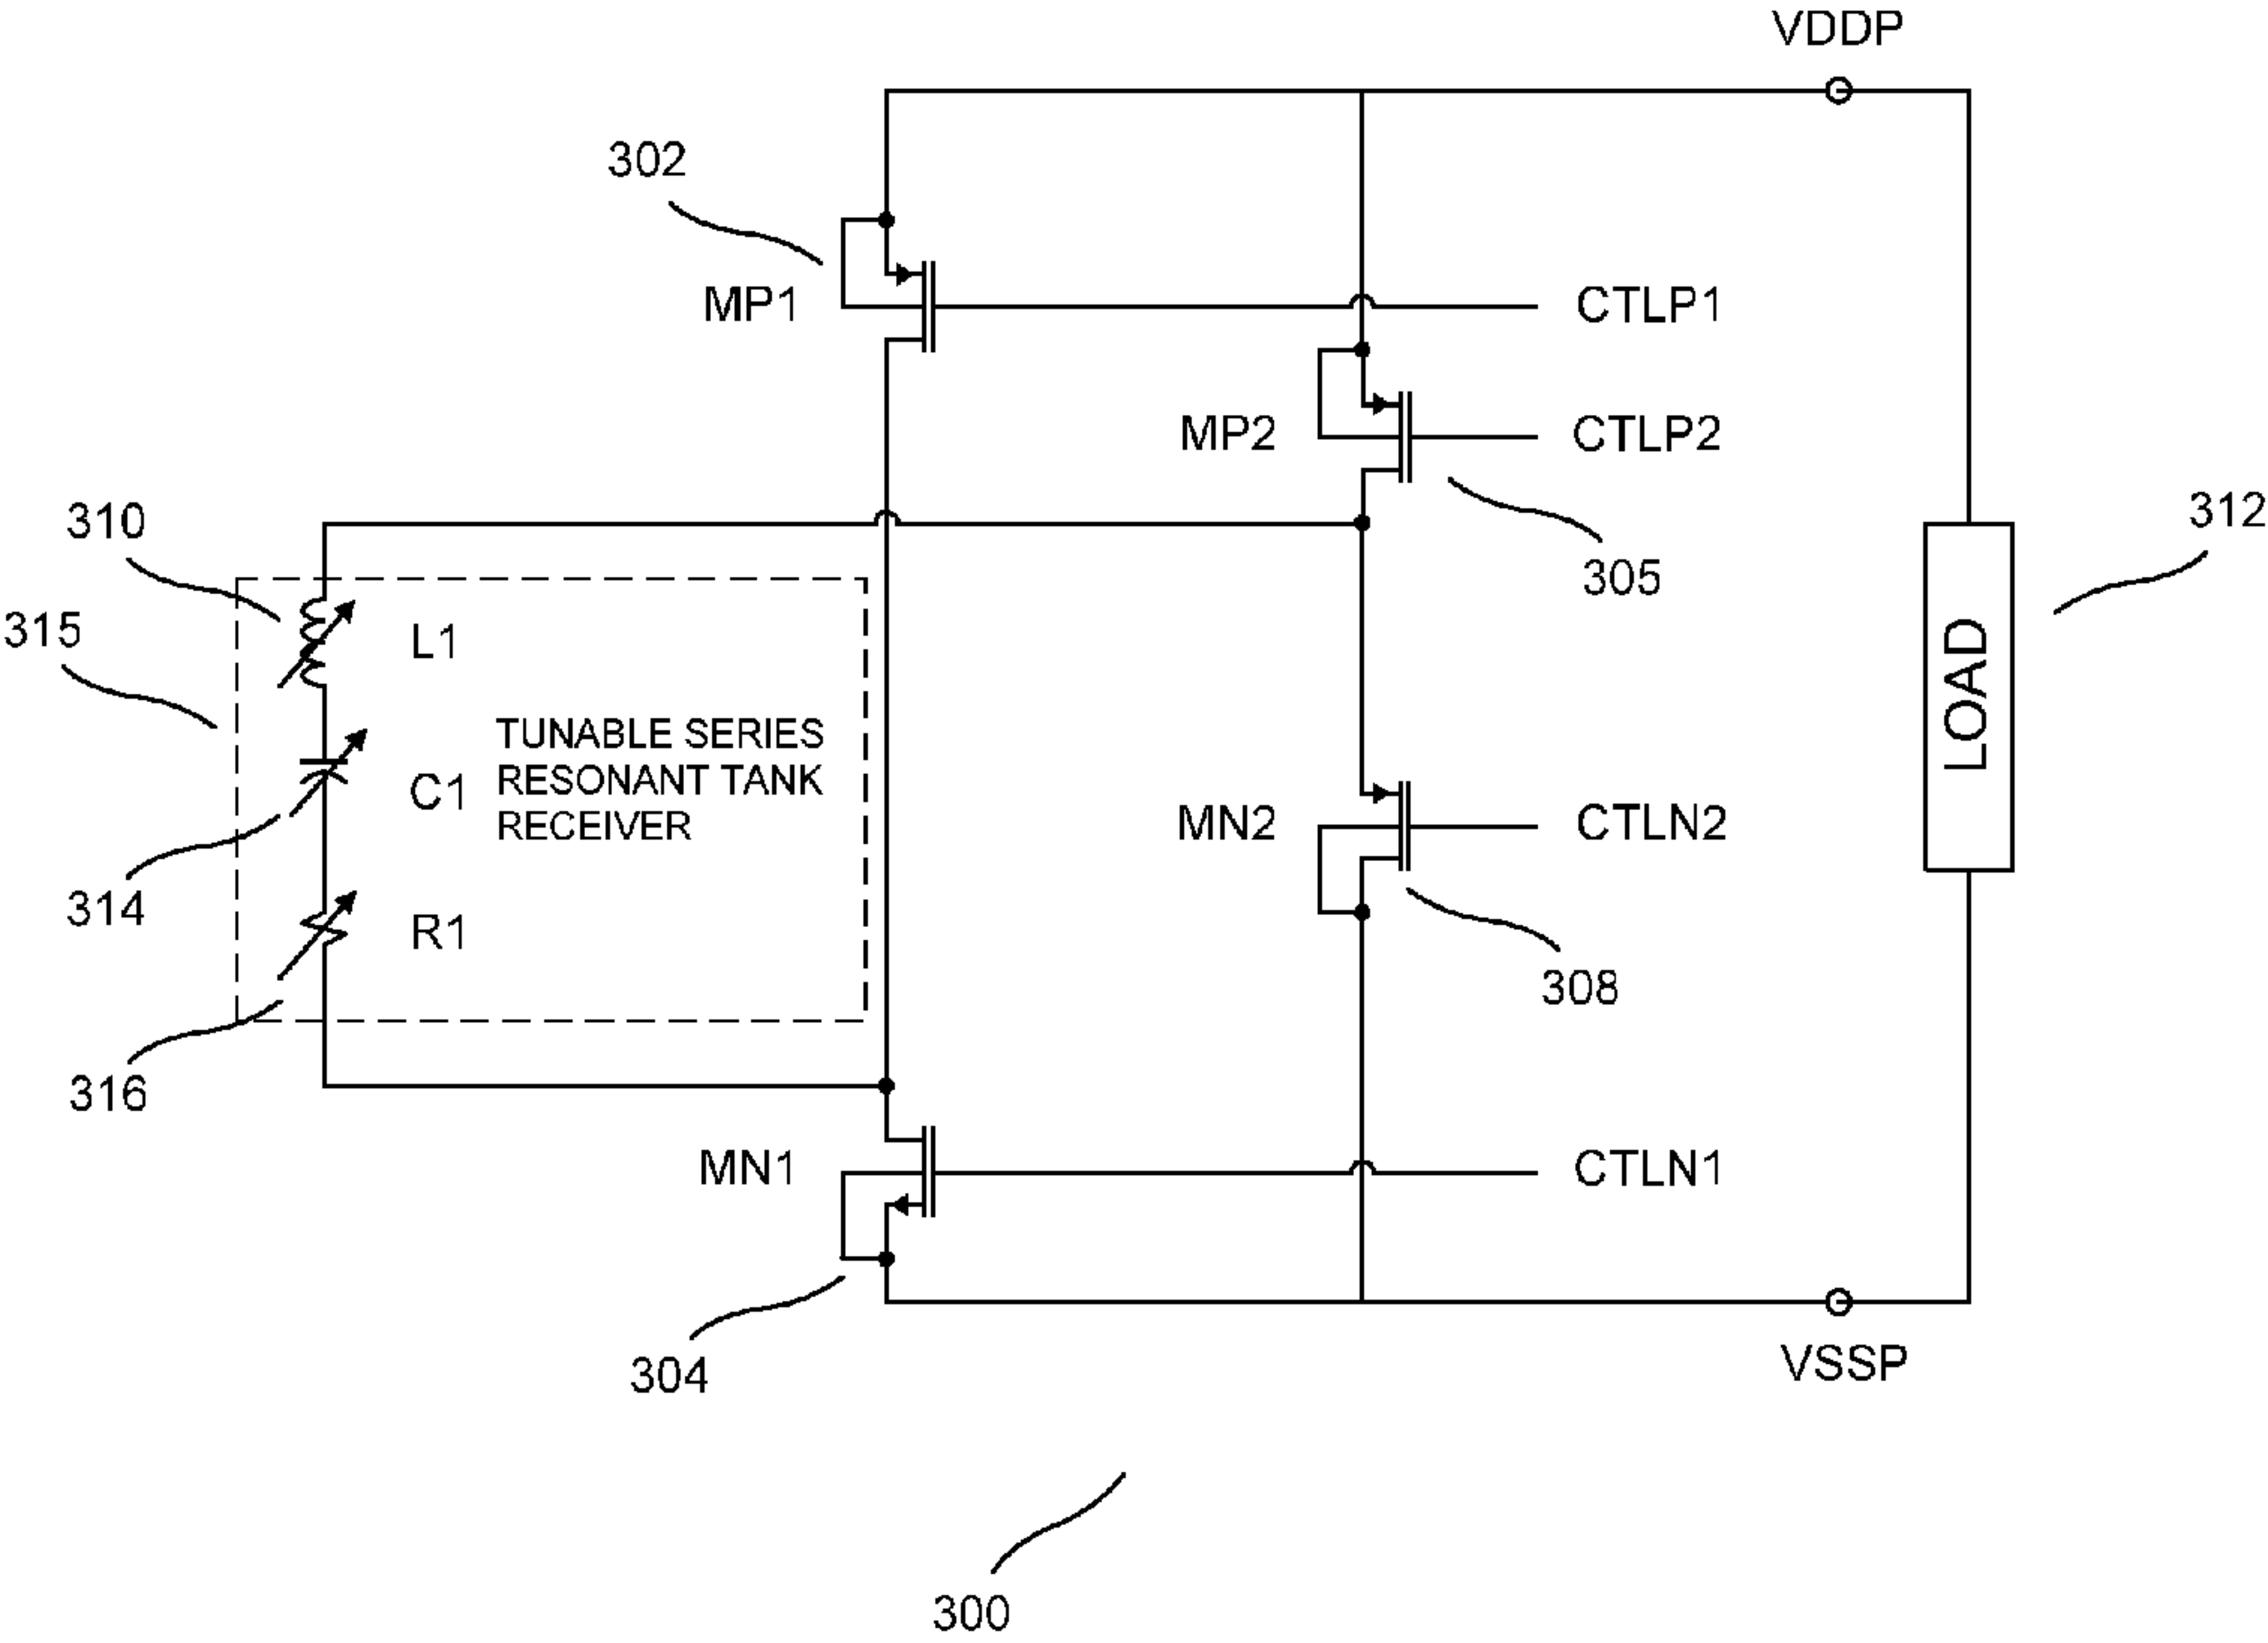 VDDP
302
MP1
CTLP1
MP2
CTLP2
310
305
312
315
L1
LOAD
TUNABLE SERIES
RESONANT TANK
RECEIVER
C1
MN2
CTLN2
314
R1
308
316
MN1
CTLN1
304
VSSP
300